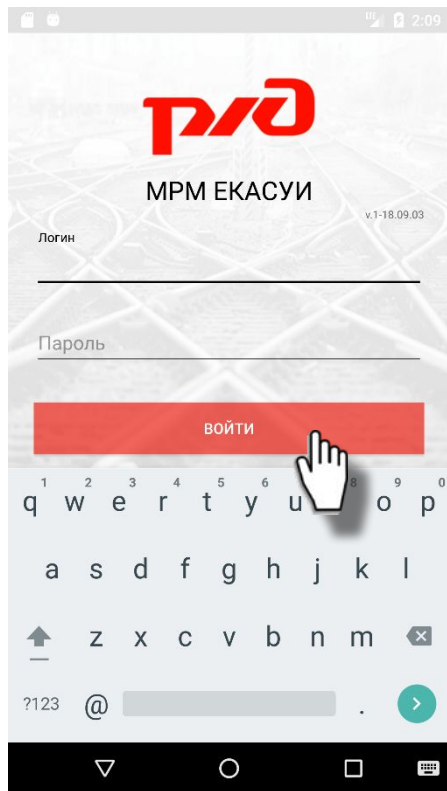 LTE 2:09
ржд
МРМ ЕКАСУИ
v.1-18.09.03
Логин
Пароль
ВОЙТИ
1 2 3 4 5 6 8 9 0
q w e r t y u o p
a s d f g h j k l
z x c v b n m
?123 @ .